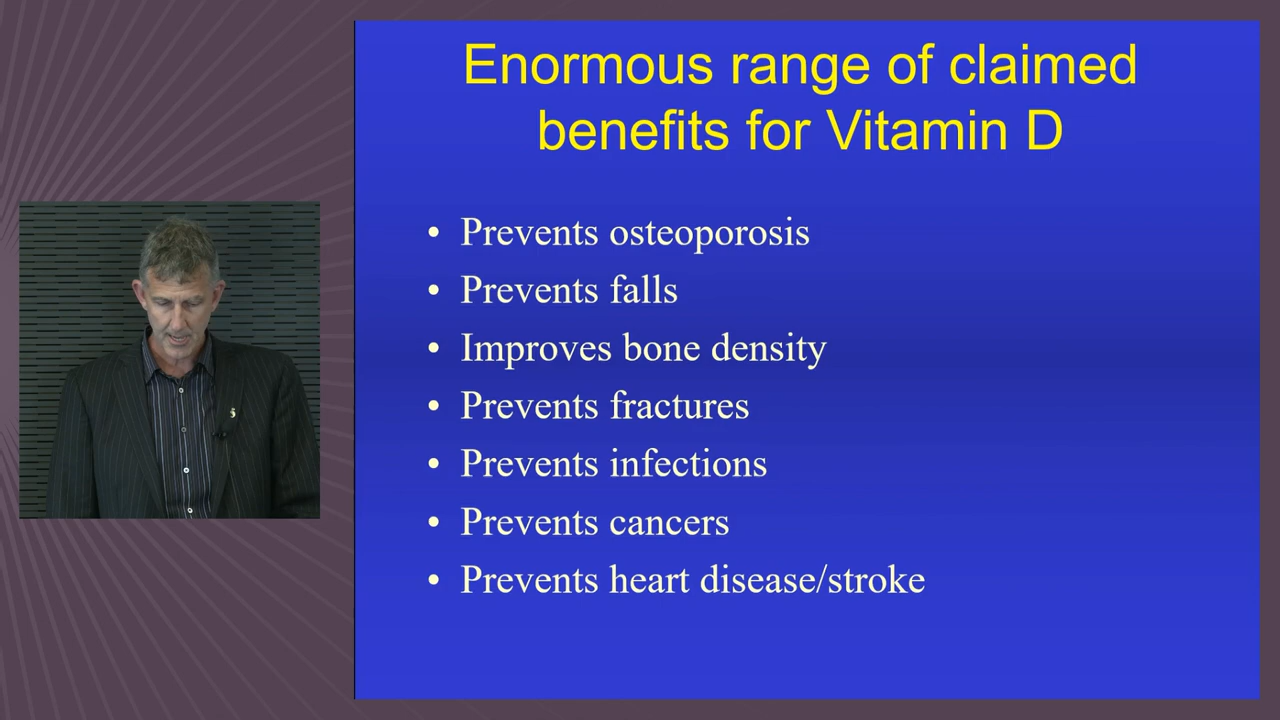 Enormous range of claimed
benefits for Vitamin D
• Prevents osteoporosis
• Prevents falls
• Improves bone density
• Prevents fractures
• Prevents infections
• Prevents cancers
• Prevents heart disease/stroke